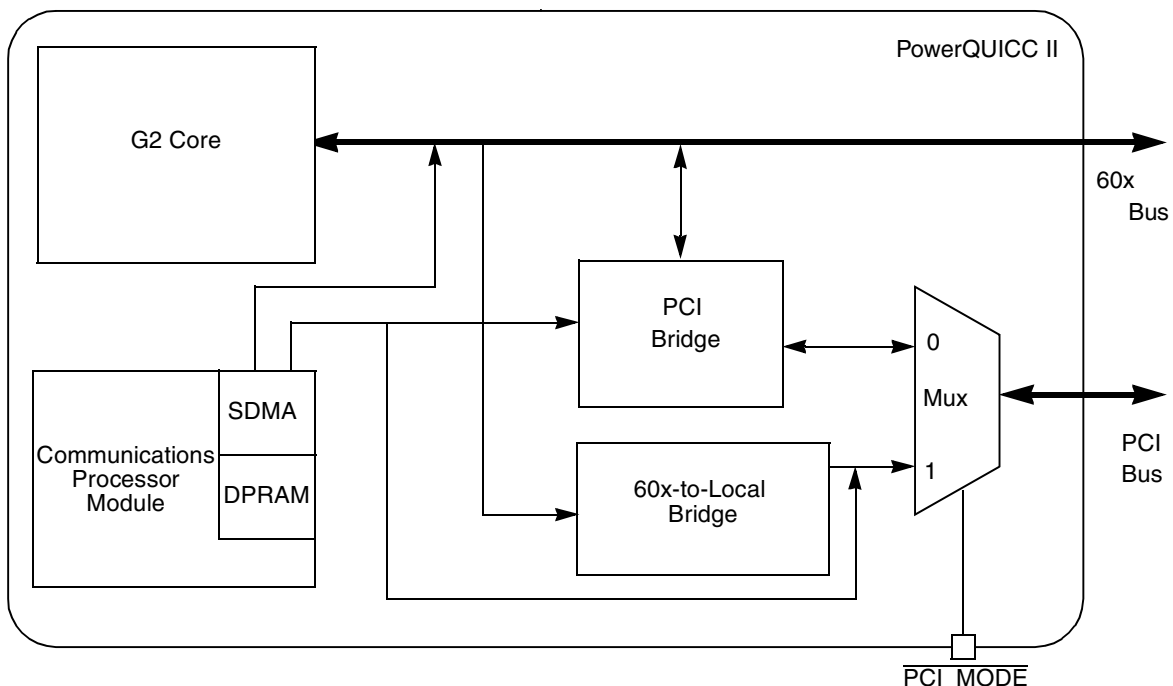 PowerQUICC II
G2 Core
60x
Bus
PCI
Bridge
0
Mux
SDMA
Communications
Processor
Module
DPRAM
1
60x-to-Local
Bridge
PCI
Bus
PCI_MODE